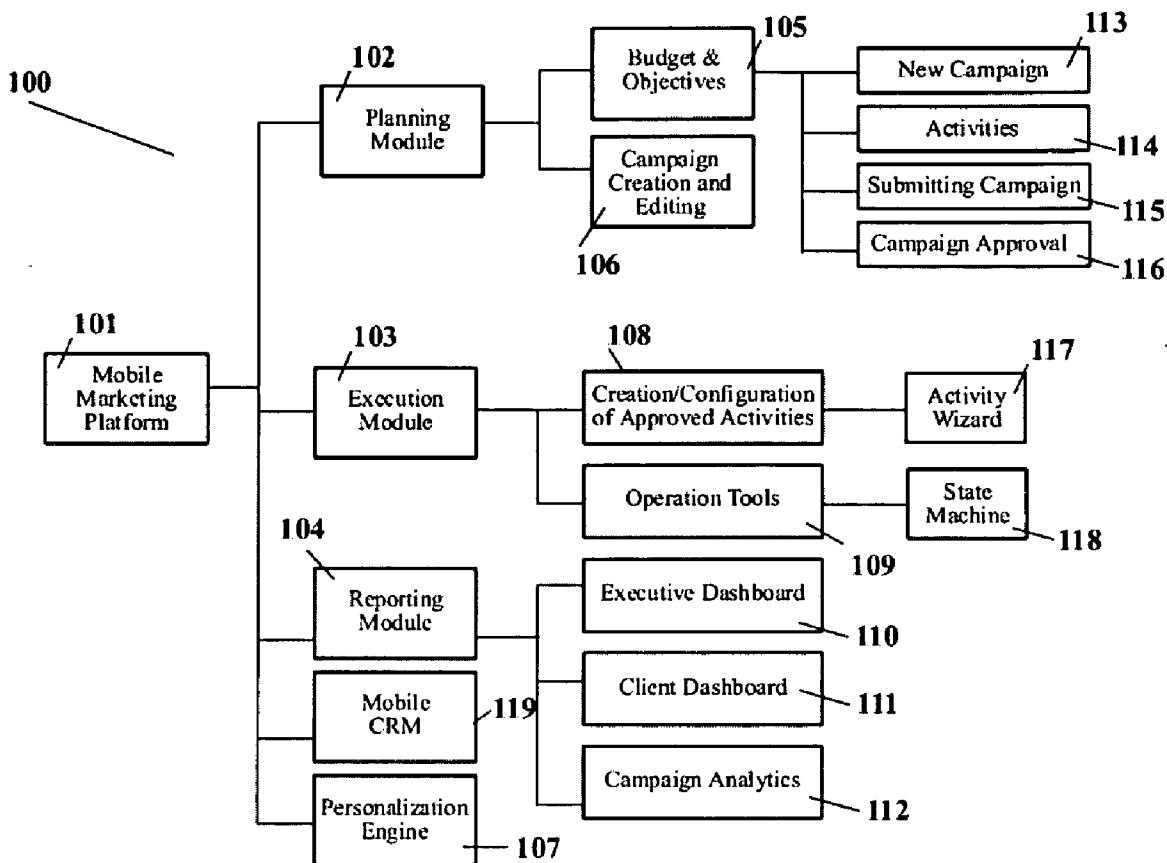 100
101
Mobile
Marketing
Platform
102
Planning
Module
105
Budget &
Objectives
Campaign
Creation and
Editing
106
113
New Campaign
Activities
114
Submitting Campaign
115
Campaign Approval
116
103
Execution
Module
108
Creation/Configuration
of Approved Activities
117
Activity
Wizard
Operation Tools
109
State
Machine
118
104
Reporting
Module
Executive Dashboard
110
Client Dashboard
111
Campaign Analytics
112
Mobile
CRM
119
Personalization
Engine
107